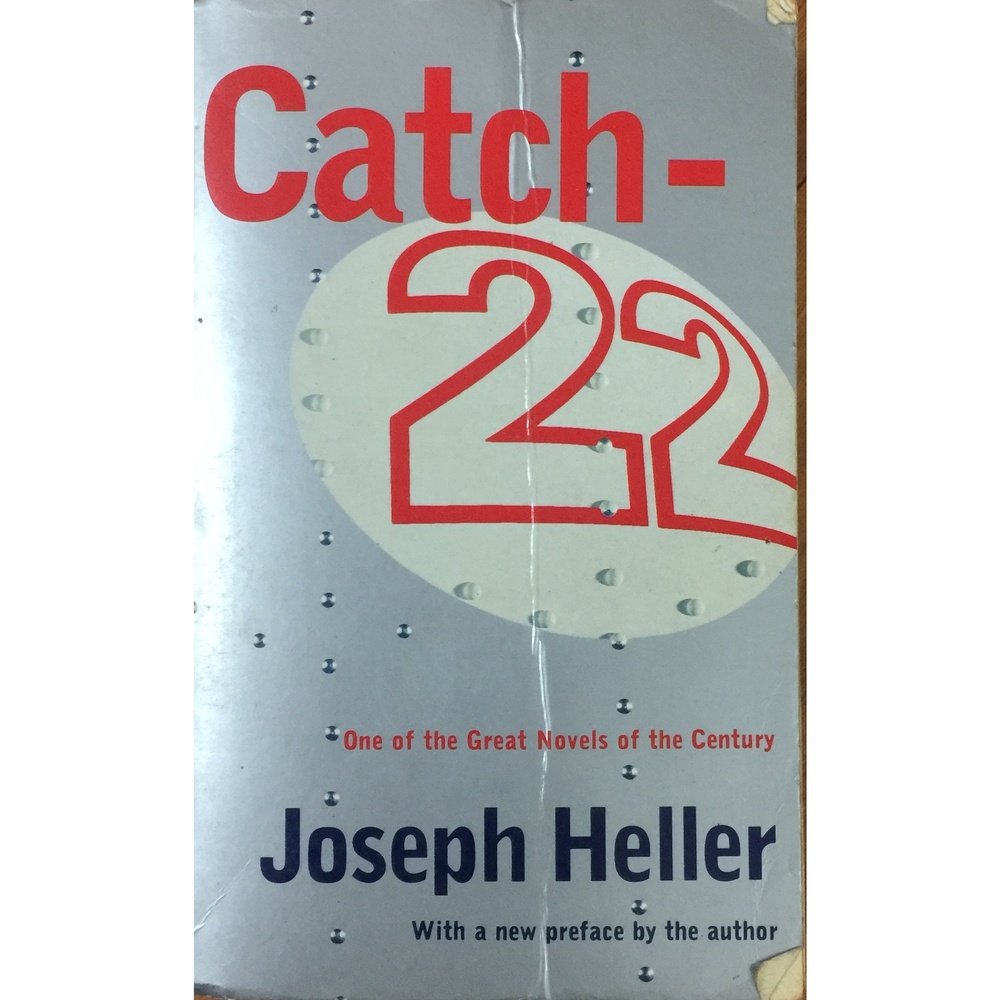 Catch-
22
One of the Great Novels of the Century
Joseph Heller
With a new preface by the author